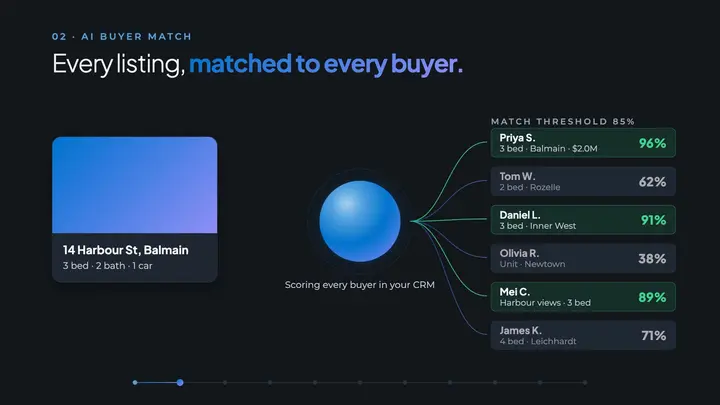 02 · AI BUYER MATCH
Every listing, matched to every buyer.
14 Harbour St, Balmain
3 bed · 2 bath · 1 car
Scoring every buyer in your CRM
MATCH THRESHOLD 85%
Priya S.
3 bed · Balmain · $2.0M
96%
Tom W.
2 bed · Rozelle
62%
Daniel L.
3 bed · Inner West
91%
Olivia R.
Unit · Newtown
38%
Mei C.
Harbour views · 3 bed
89%
James K.
4 bed · Leichhardt
71%